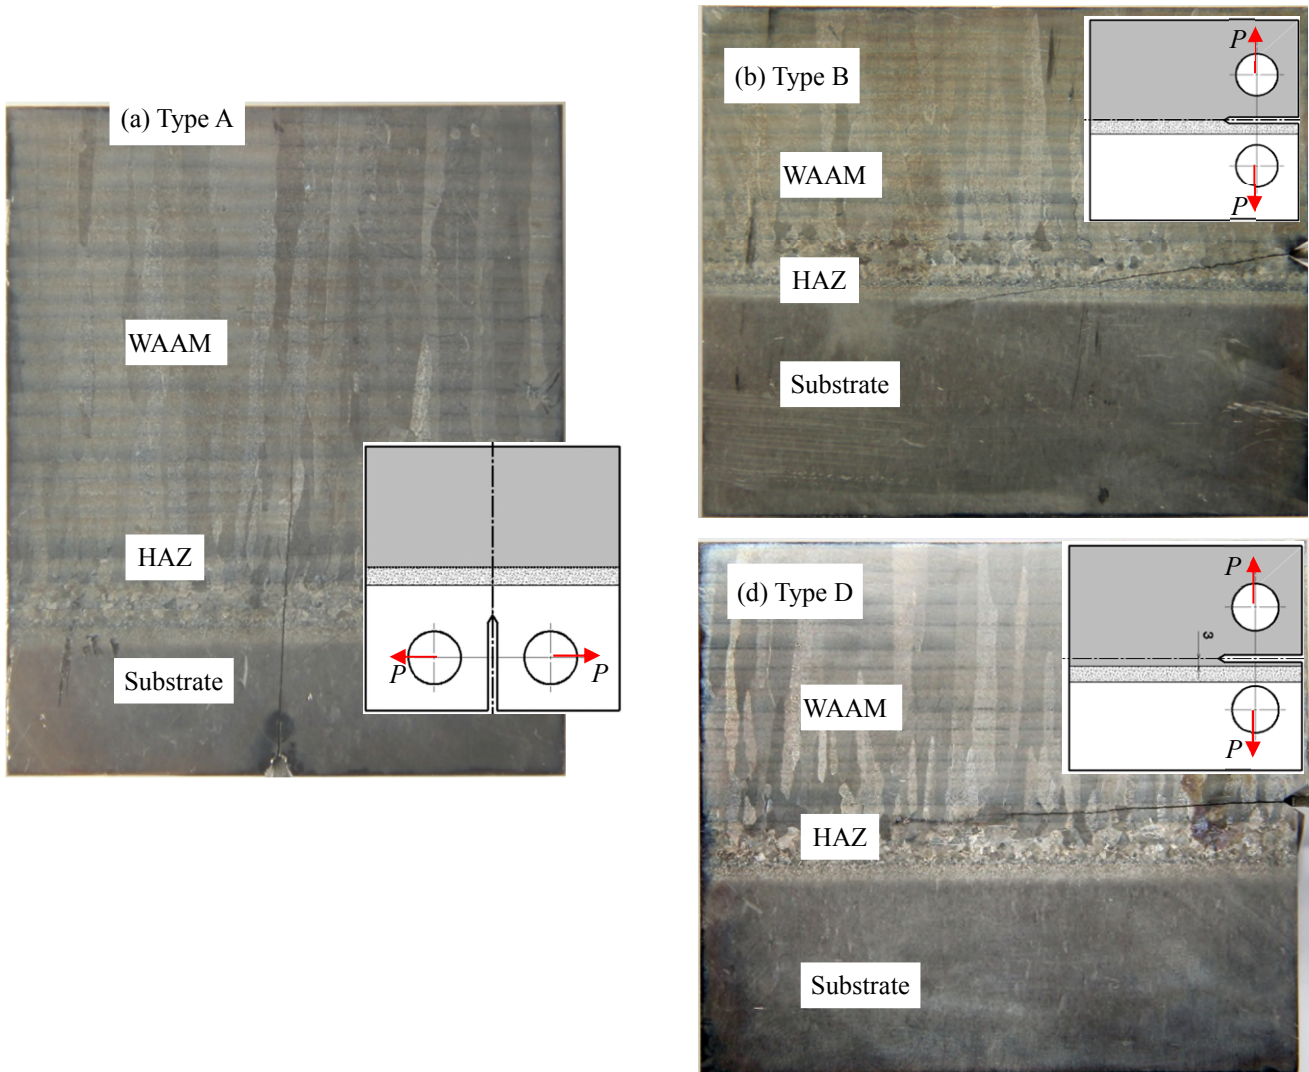 (a) Type A
WAAM
HAZ
Substrate
P
P
(b) Type B
WAAM
HAZ
Substrate
P
P
(d) Type D
WAAM
HAZ
Substrate
P
3
P